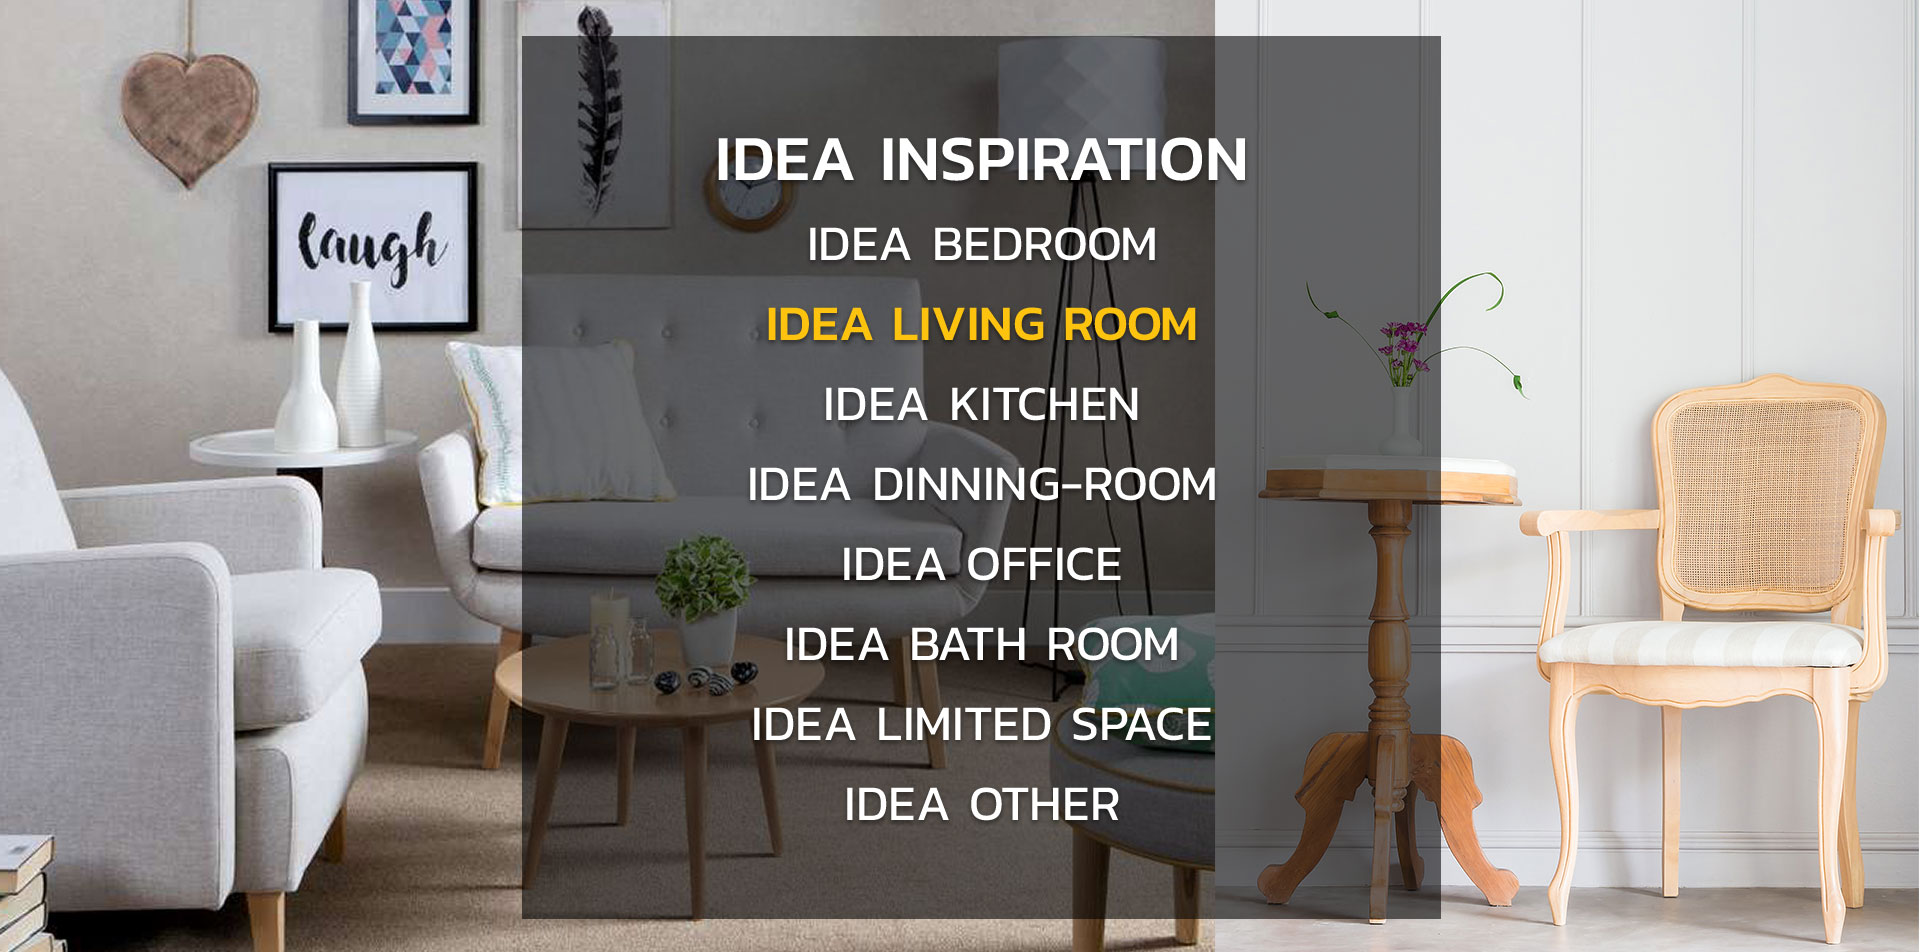 laugh
IDEA INSPIRATION
IDEA BEDROOM
IDEA LIVING ROOM
IDEA KITCHEN
IDEA DINNING-ROOM
IDEA OFFICE
IDEA BATH ROOM
IDEA LIMITED SPACE
IDEA OTHER